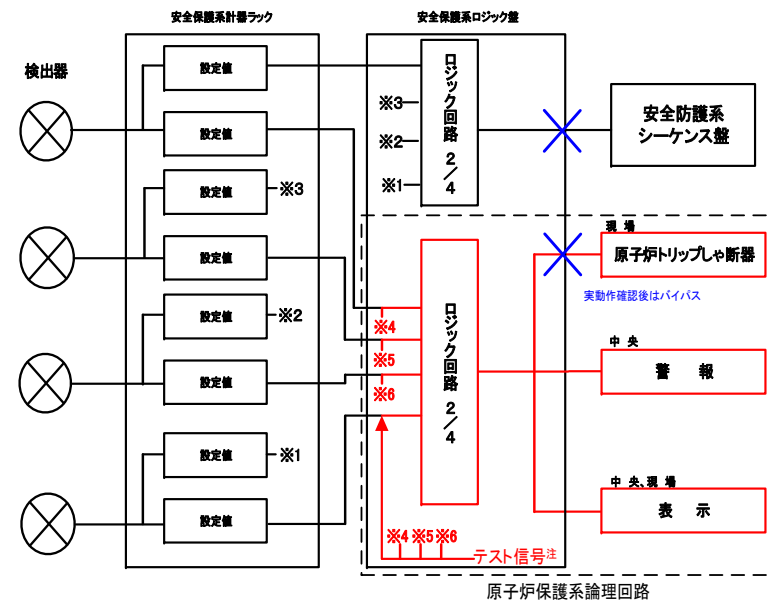 安全保護系計器ラック
安全保護系ロジック盤
検出器
設定値
設定値
設定値
設定値
設定値
設定値
設定値
設定値
※3
※2
※1
ロジック回路 2/4
※3
※2
※1
安全防護系
シーケンス盤
現場
原子炉トリップしゃ断器
実動作確認後はバイパス
ロジック回路 2/4
※4
※5
※6
中央
警報
中央、現場
表示
※4 ※5 ※6
テスト信号注
原子炉保護系論理回路